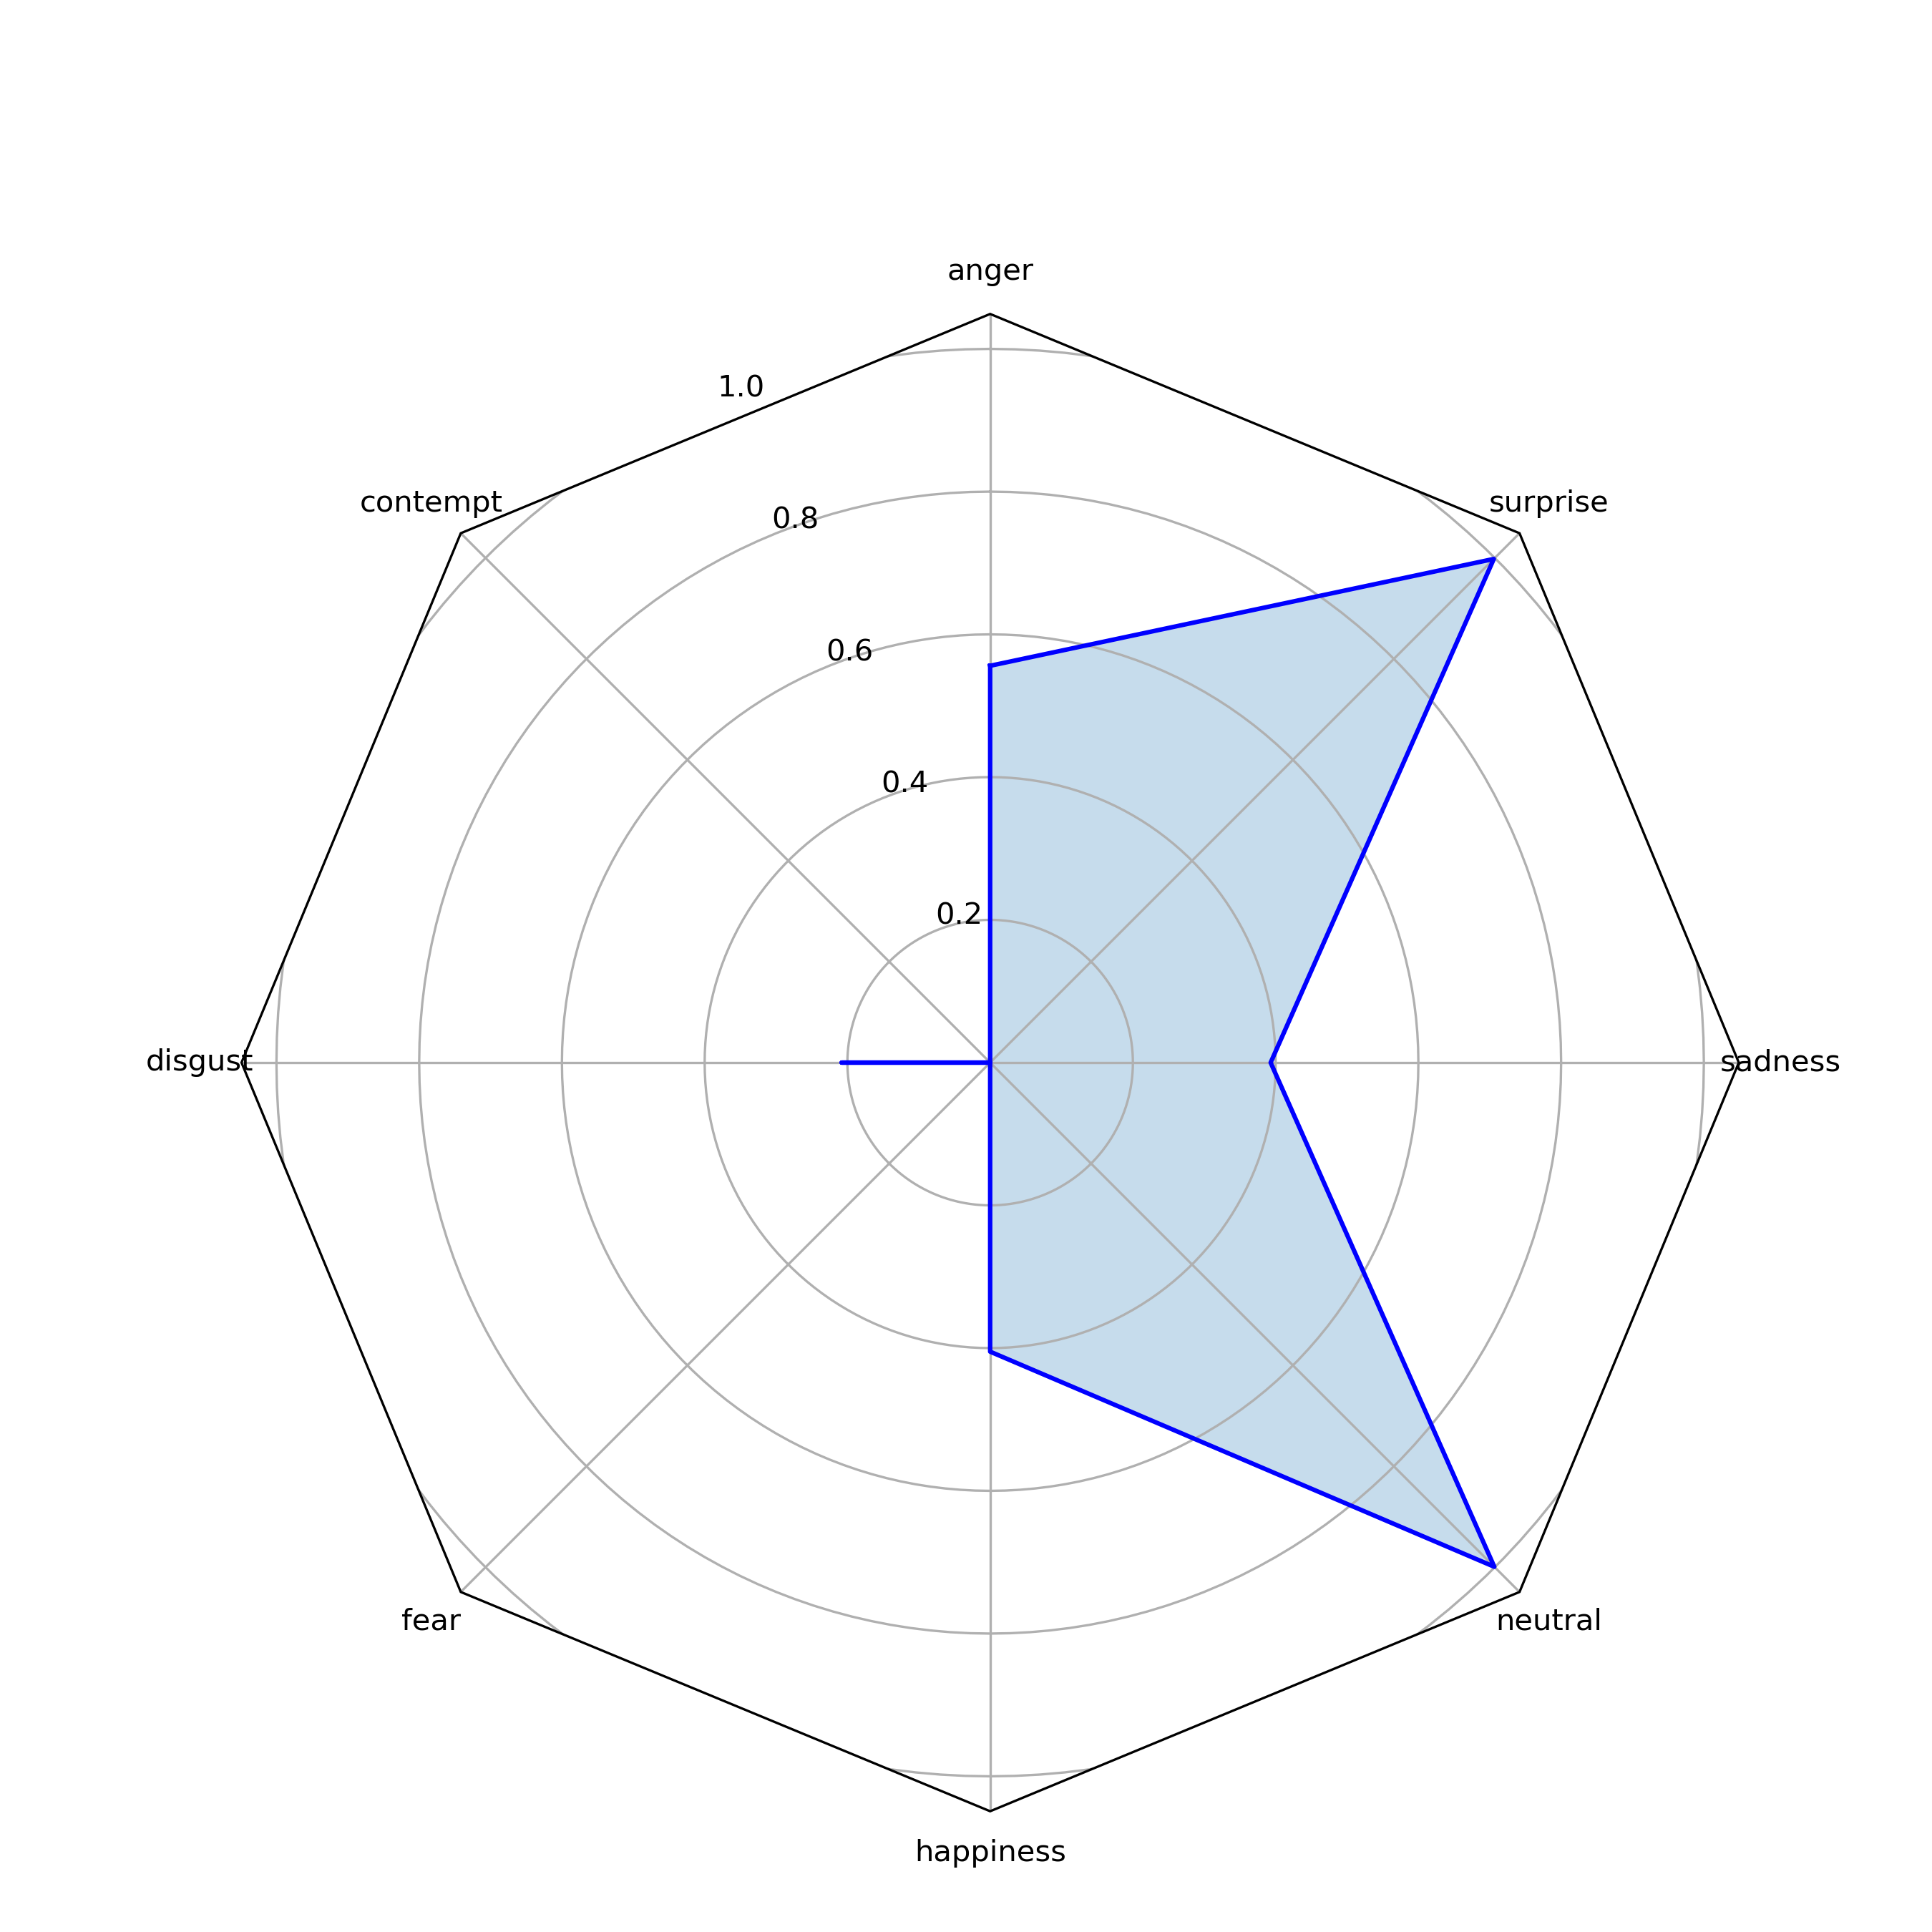 anger
1.0
contempt
surprise
0.8
0.6
0.4
0.2
disgust
sadness
fear
neutral
happiness